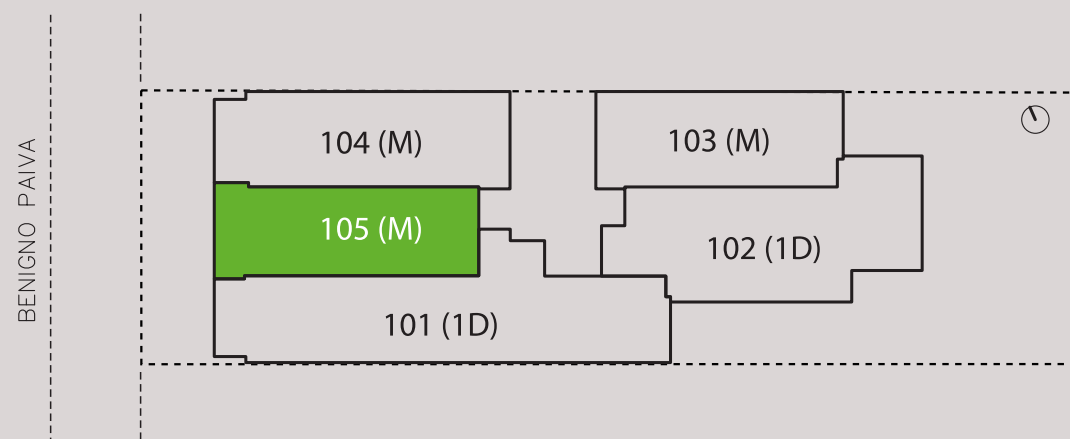 BENIGNO PAIVA
104 (M)
103 (M)
105 (M)
102 (1D)
101 (1D)